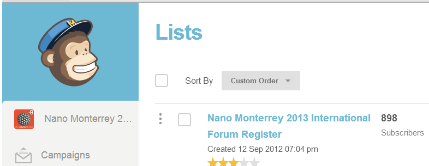 Lists
Sort By
Custom Order
Nano Monterrey 2...
Campaigns
Nano Monterrey 2013 International
Forum Register
Created 12 Sep 2012 07:04 pm
898
Subscribers